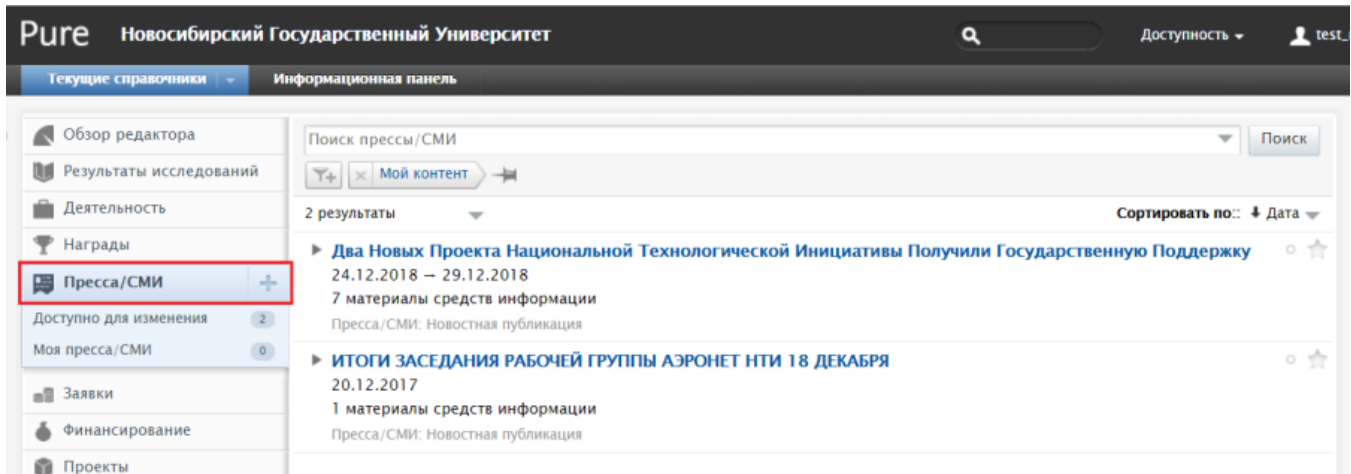 Pure Новосибирский Государственный Университет
Доступность
test_
Текущие справочники
Информационная панель
Обзор редактора
Результаты исследований
Деятельность
Награды
Пресса/СМИ
Доступно для изменения 2
Моя пресса/СМИ 0
Заявки
Финансирование
Проекты
Поиск прессы/СМИ
Поиск
Мой контент
2 результаты
Сортировать по:: Дата
Два Новых Проекта Национальной Технологической Инициативы Получили Государственную Поддержку
24.12.2018 — 29.12.2018
7 материалы средств информации
Пресса/СМИ: Новостная публикация
ИТОГИ ЗАСЕДАНИЯ РАБОЧЕЙ ГРУППЫ АЭРОНЕТ НТИ 18 ДЕКАБРЯ
20.12.2017
1 материалы средств информации
Пресса/СМИ: Новостная публикация